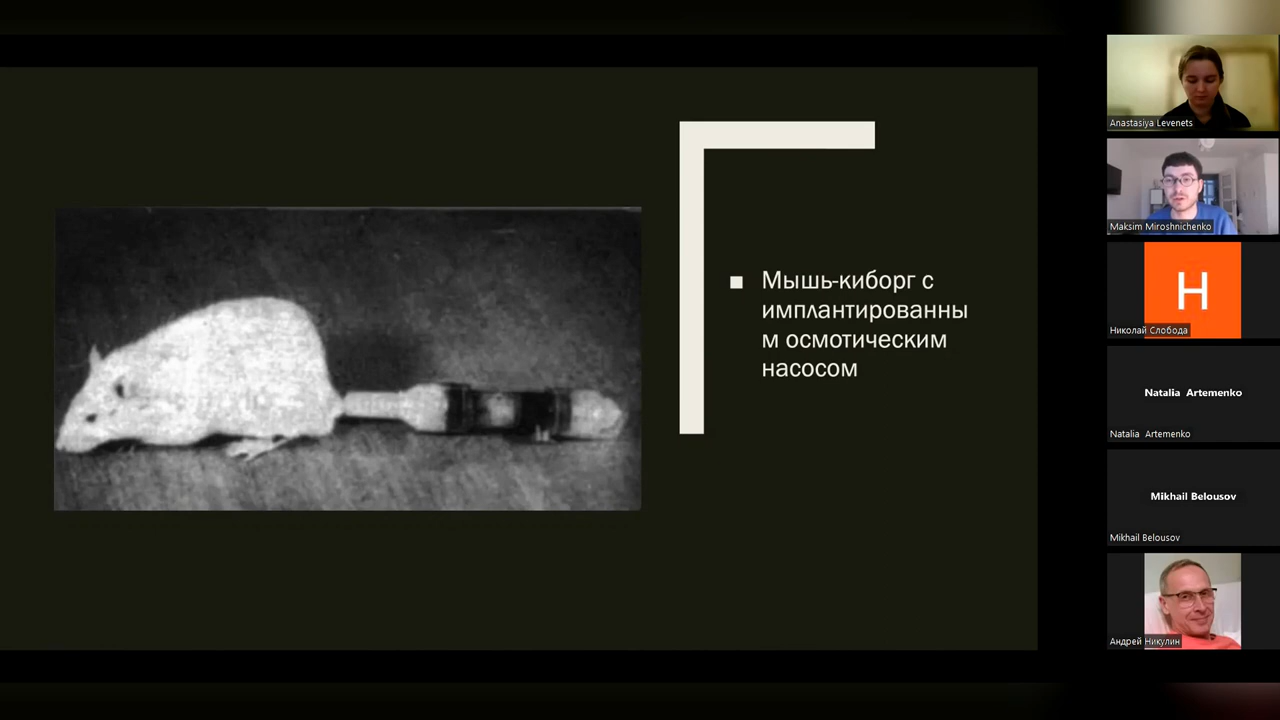 Мышь-киборг с
имплантированны
м осмотическим
насосом
Anastasiya Levenets
Maksim Miroshnichenko
H
Николай Слобода
Natalia Artemenko
Natalia Artemenko
Mikhail Belousov
Mikhail Belousov
Андрей Никулин